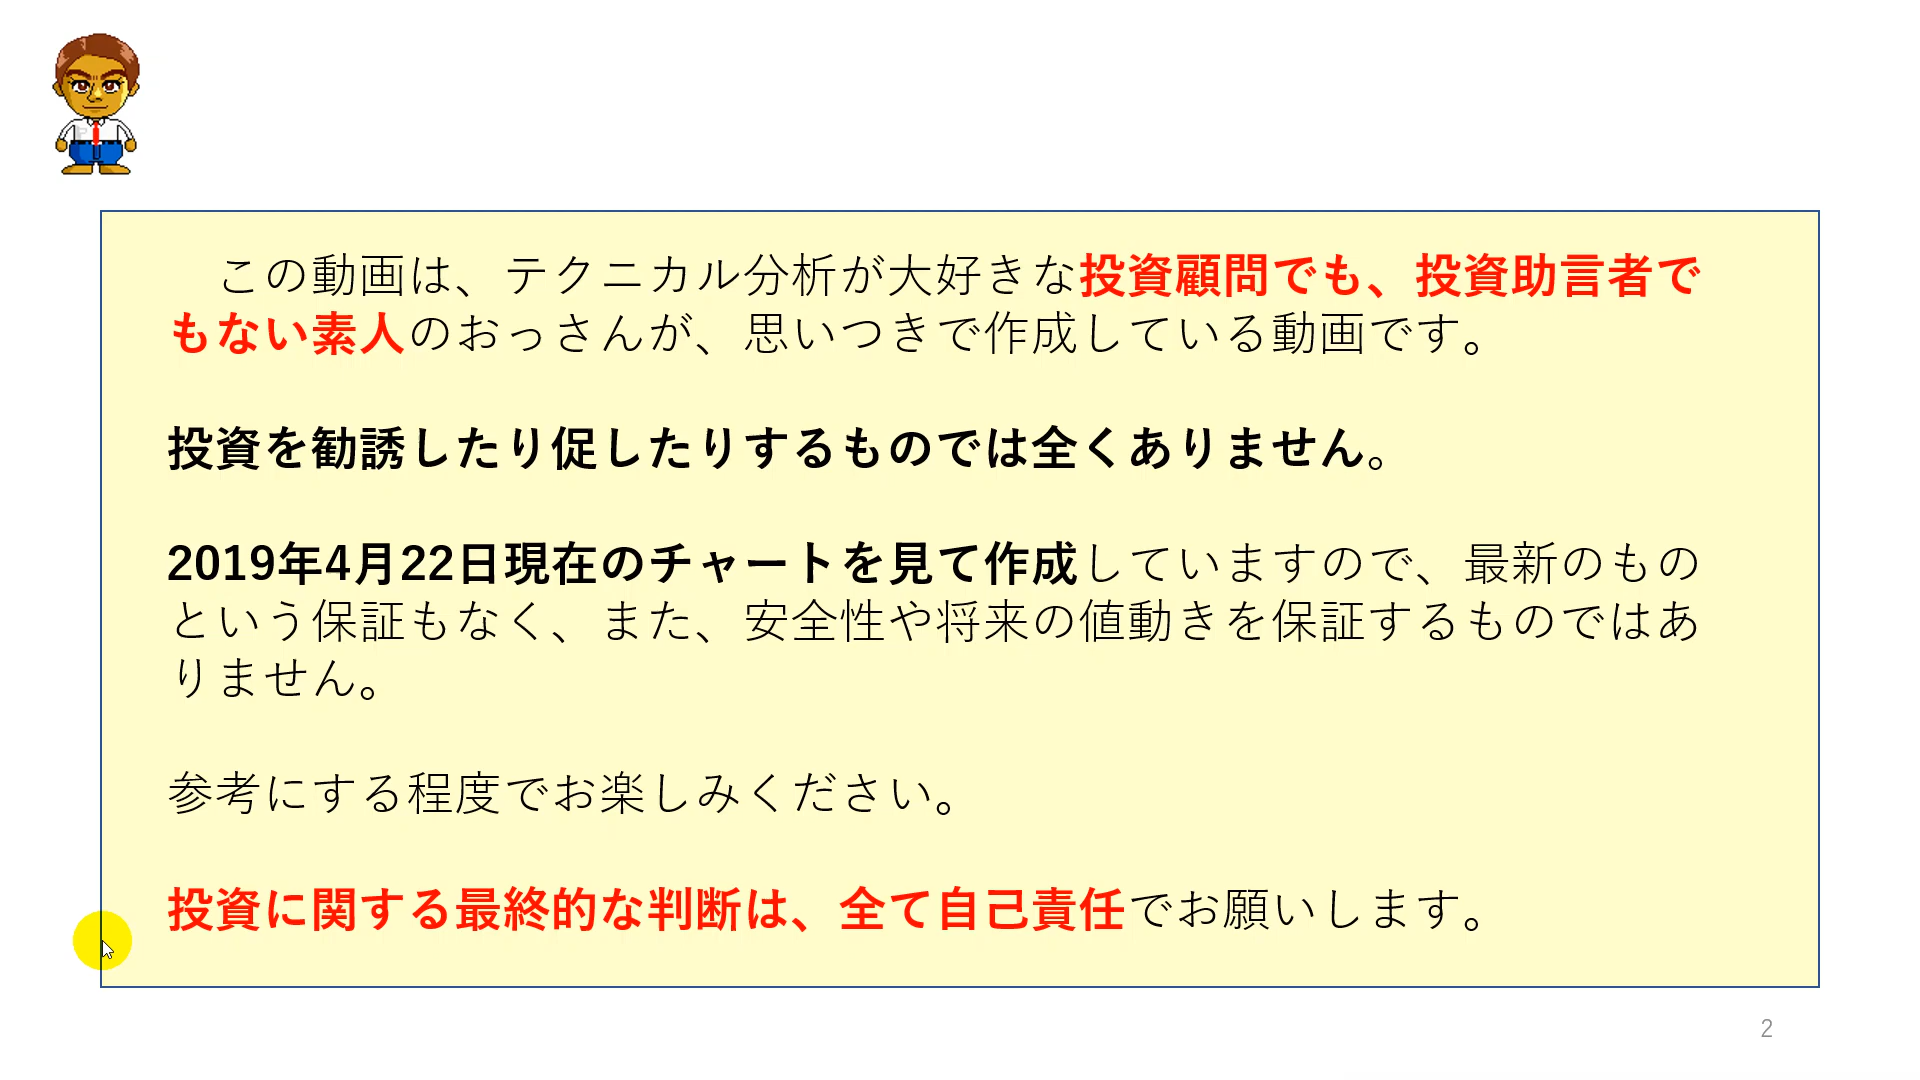 この動画は、テクニカル分析が大好きな投資顧問でも、投資助言者で
もない素人のおっさんが、思いつきで作成している動画です。
投資を勧誘したり促したりするものでは全くありません。
2019年4月22日現在のチャートを見て作成していますので、最新のもの
という保証もなく、また、安全性や将来の値動きを保証するものではあ
りません。
参考にする程度でお楽しみください。
投資に関する最終的な判断は、全て自己責任でお願いします。
2